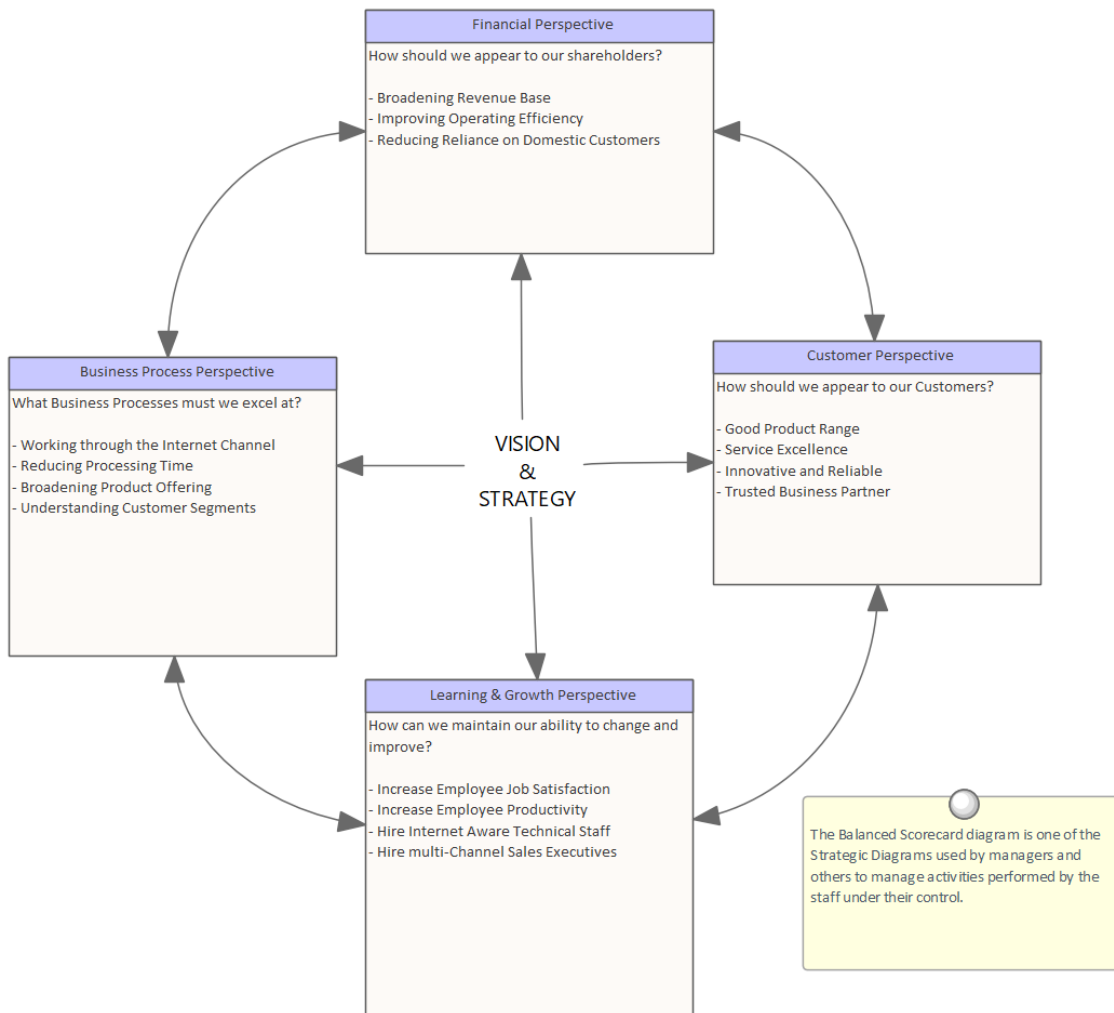 Financial Perspective
How should we appear to our shareholders?
- Broadening Revenue Base
- Improving Operating Efficiency
- Reducing Reliance on Domestic Customers
Business Process Perspective
What Business Processes must we excel at?
- Working through the Internet Channel
- Reducing Processing Time
- Broadening Product Offering
- Understanding Customer Segments
VISION
&
STRATEGY
Customer Perspective
How should we appear to our Customers?
- Good Product Range
- Service Excellence
- Innovative and Reliable
- Trusted Business Partner
Learning & Growth Perspective
How can we maintain our ability to change and
improve?
- Increase Employee Job Satisfaction
- Increase Employee Productivity
- Hire Internet Aware Technical Staff
- Hire multi-Channel Sales Executives
The Balanced Scorecard diagram is one of the
Strategic Diagrams used by managers and
others to manage activities performed by the
staff under their control.